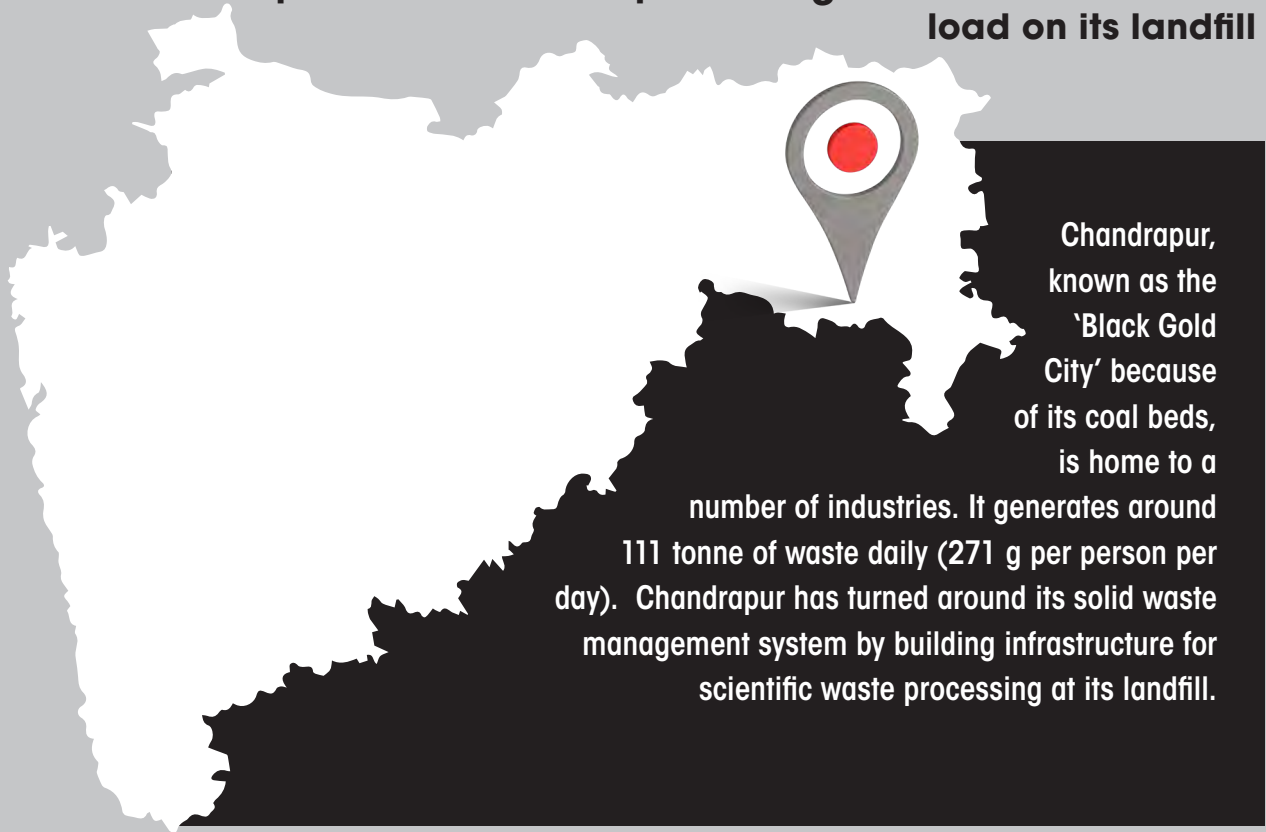 load on its landfill
Chandrapur,
known as the
‘Black Gold
City’ because
of its coal beds,
is home to a
number of industries. It generates around
111 tonne of waste daily (271 g per person per
day). Chandrapur has turned around its solid waste
management system by building infrastructure for
scientific waste processing at its landfill.